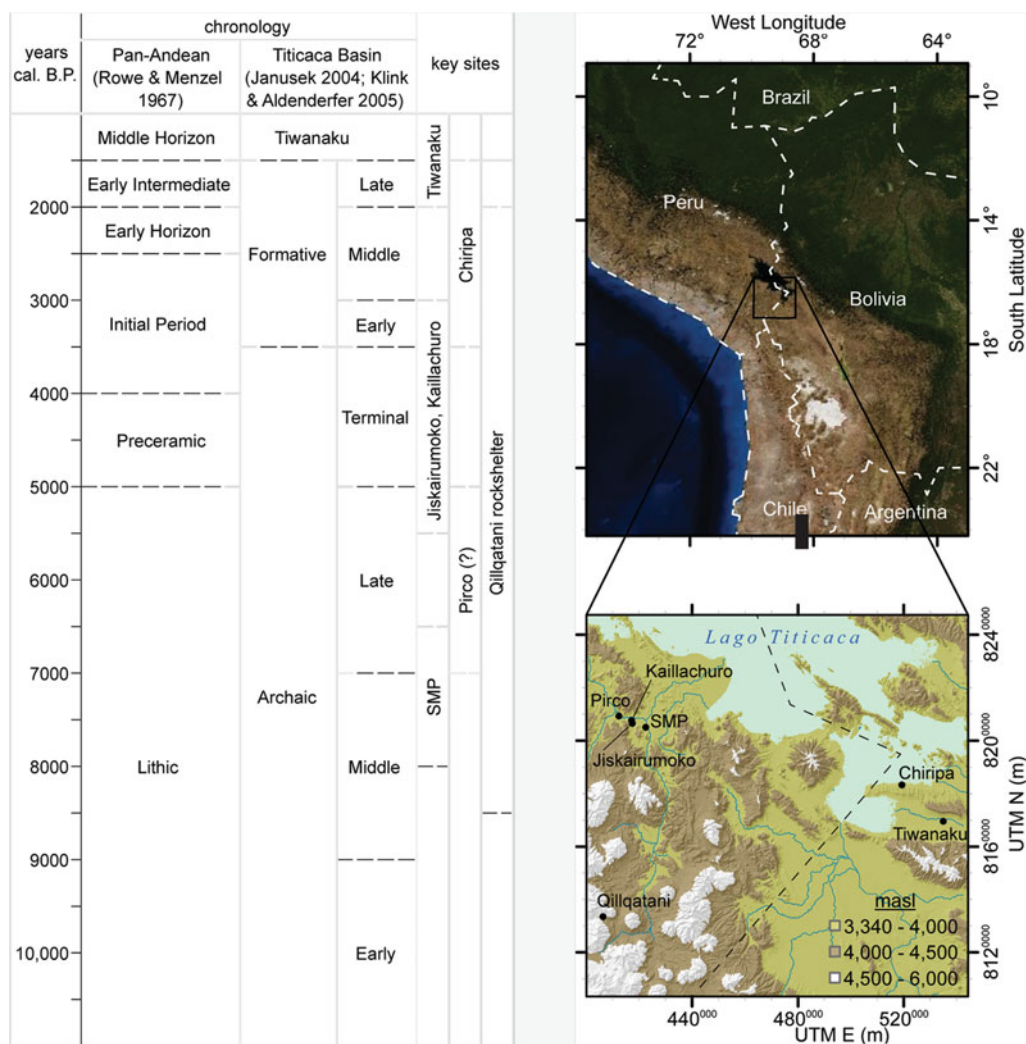 chronology
years
cal. B.P.
Pan-Andean
(Rowe & Menzel
1967)
Titicaca Basin
(Janusek 2004; Klink
& Aldenderfer 2005)
key sites
Middle Horizon
Tiwanaku
Early Intermediate
Late
2000
Early Horizon
Formative
Middle
3000
Initial Period
Early
4000
Terminal
Preceramic
5000
6000
Late
7000
Archaic
8000
Lithic
Middle
9000
10,000
Early
Tiwanaku
Jiskairumoko, Kaillachuro
SMP
Chiripa
Pirco (?)
Qillqatani rockshelter
West Longitude
72° 68° 64°
Brazil
Peru
Bolivia
Chile
Argentina
10°
14°
18°
22°
South Latitude
Lago Titicaca
Kaillachuro
Pirco
SMP
Jiskairumoko
Chiripa
Tiwanaku
Qillqatani
masl
3,340 - 4,000
4,000 - 4,500
4,500 - 6,000
824⁰⁰⁰⁰
820⁰⁰⁰⁰
816⁰⁰⁰⁰
812⁰⁰⁰⁰
UTM N (m)
440⁰⁰⁰ 480⁰⁰⁰ 520⁰⁰⁰
UTM E (m)